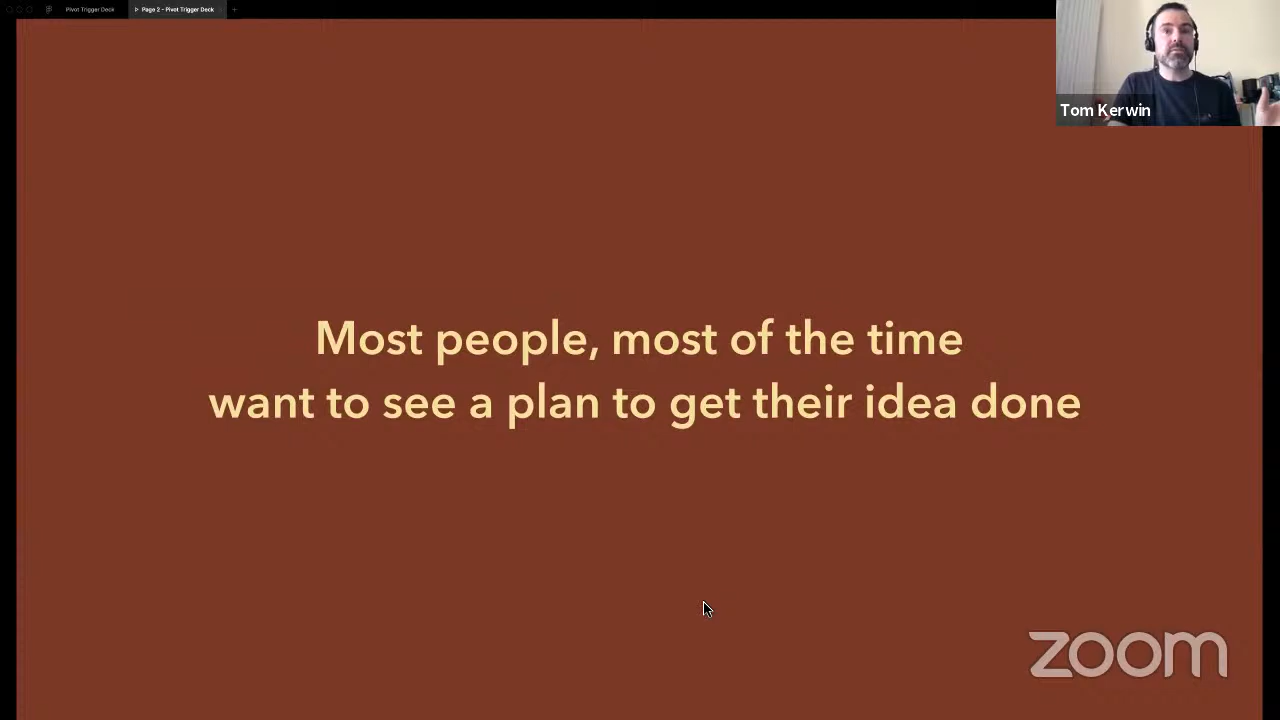 Pivot Trigger Deck
Page 2 - Pivot Trigger Deck
Tom Kerwin
Most people, most of the time
want to see a plan to get their idea done
zoom